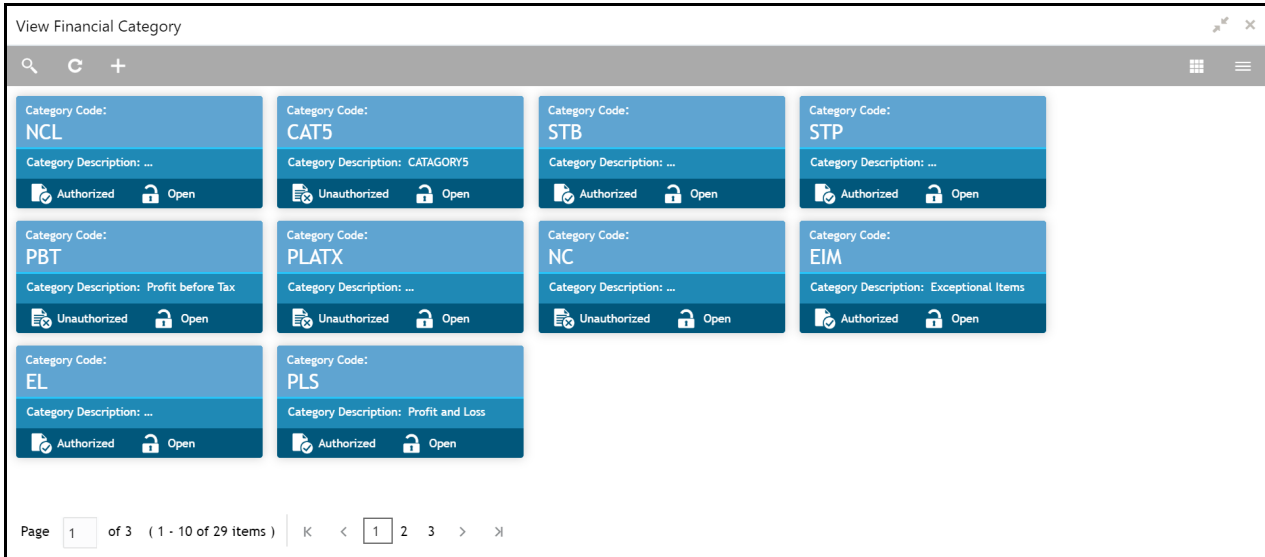 View Financial Category
Category Code:
NCL
Category Description: ...
Authorized Open
Category Code:
CAT5
Category Description: CATAGORY5
Unauthorized Open
Category Code:
STB
Category Description: ...
Authorized Open
Category Code:
STP
Category Description: ...
Authorized Open
Category Code:
PBT
Category Description: Profit before Tax
Unauthorized Open
Category Code:
PLATX
Category Description: ...
Unauthorized Open
Category Code:
NC
Category Description: ...
Unauthorized Open
Category Code:
EIM
Category Description: Exceptional Items
Authorized Open
Category Code:
EL
Category Description: ...
Authorized Open
Category Code:
PLS
Category Description: Profit and Loss
Authorized Open
Page 1 of 3 ( 1 - 10 of 29 items ) 1 2 3